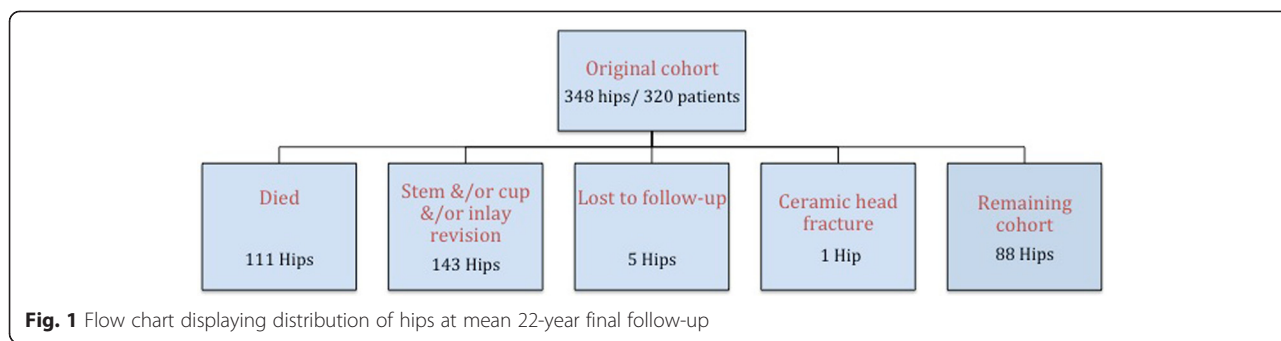 Original cohort
348 hips/ 320 patients
Died
111 Hips
Stem &/or cup
&/or inlay
revision
143 Hips
Lost to follow-up
5 Hips
Ceramic head
fracture
1 Hip
Remaining
cohort
88 Hips
Fig. 1 Flow chart displaying distribution of hips at mean 22-year final follow-up